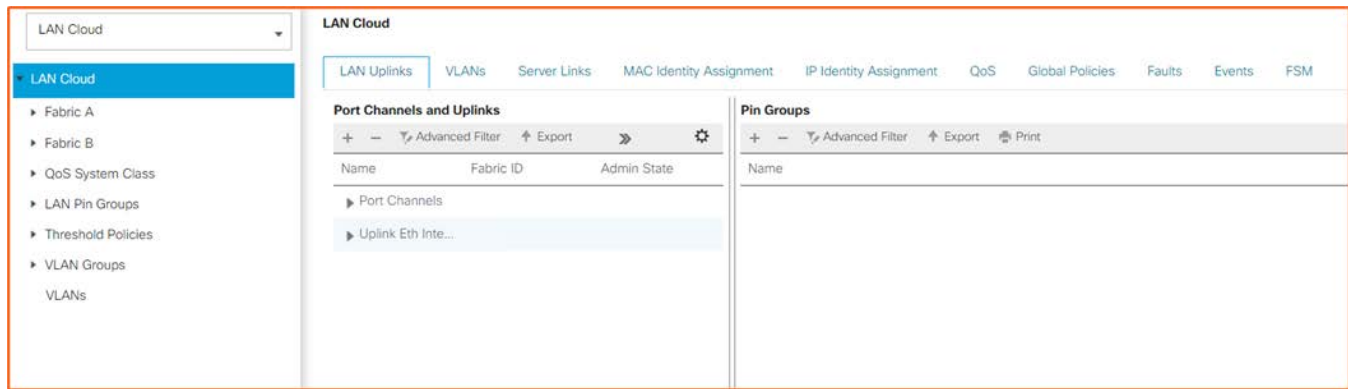 LAN Cloud
LAN Cloud
Fabric A
Fabric B
QoS System Class
LAN Pin Groups
Threshold Policies
VLAN Groups
VLANs
LAN Cloud
LAN Uplinks VLANs Server Links MAC Identity Assignment IP Identity Assignment QoS Global Policies Faults Events FSM
Port Channels and Uplinks
+ − Advanced Filter Export »
Name Fabric ID Admin State
Port Channels
Uplink Eth Inte...
Pin Groups
+ − Advanced Filter Export Print
Name